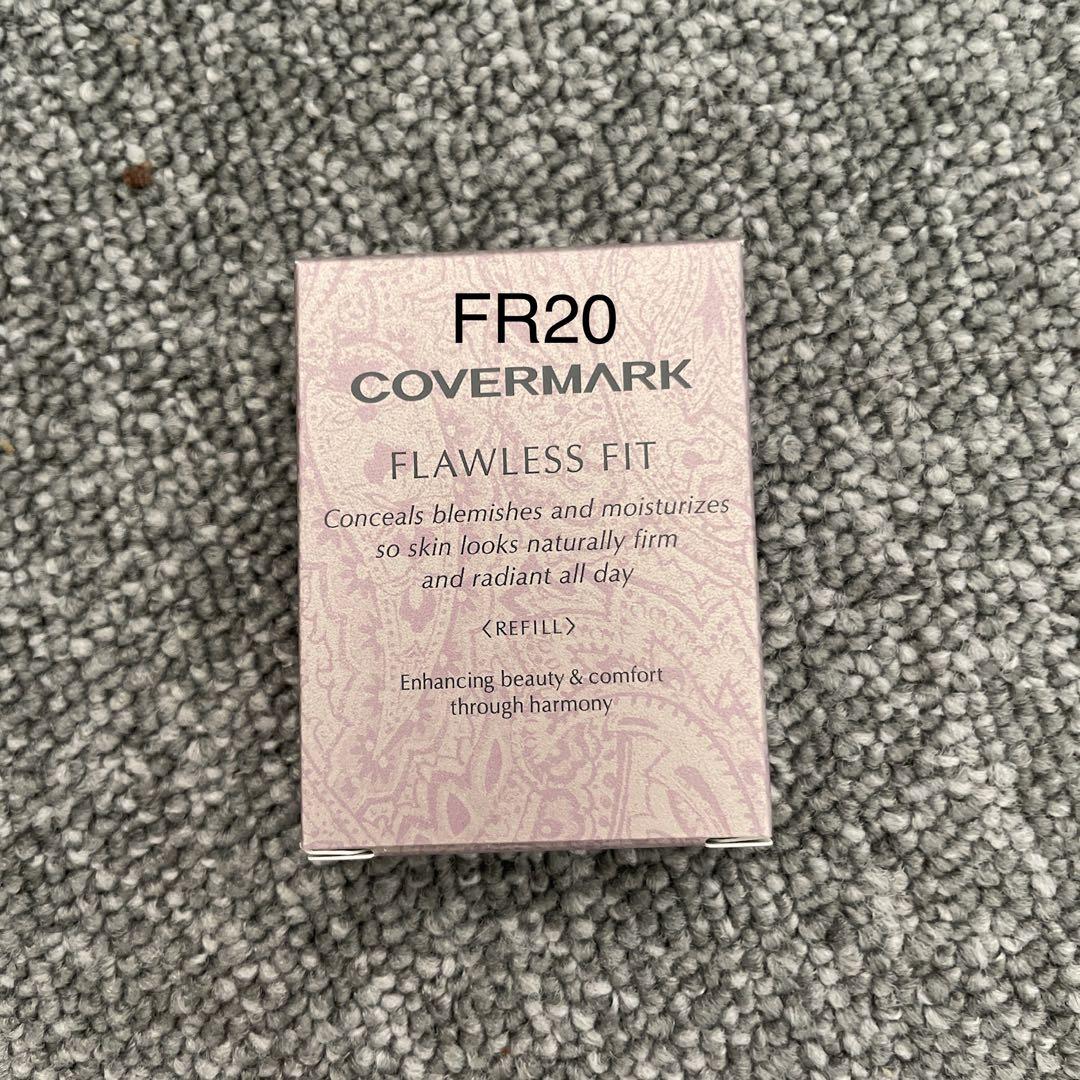 FR20
COVERMARK
FLAWLESS FIT
Conceals blemishes and moisturizes
so skin looks naturally firm
and radiant all day
〈REFILL〉
Enhancing beauty & comfort
through harmony